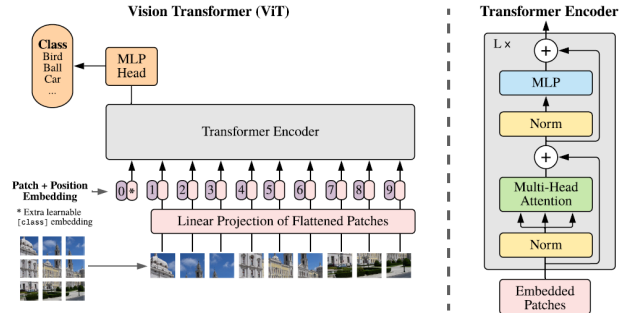 Vision Transformer (ViT)
Class
Bird
Ball
Car
...
MLP
Head
Transformer Encoder
Patch + Position
Embedding
0 * 1 2 3 4 5 6 7 8 9
* Extra learnable
[class] embedding
Linear Projection of Flattened Patches
Transformer Encoder
L ×
+
MLP
Norm
+
Multi-Head
Attention
Norm
Embedded
Patches